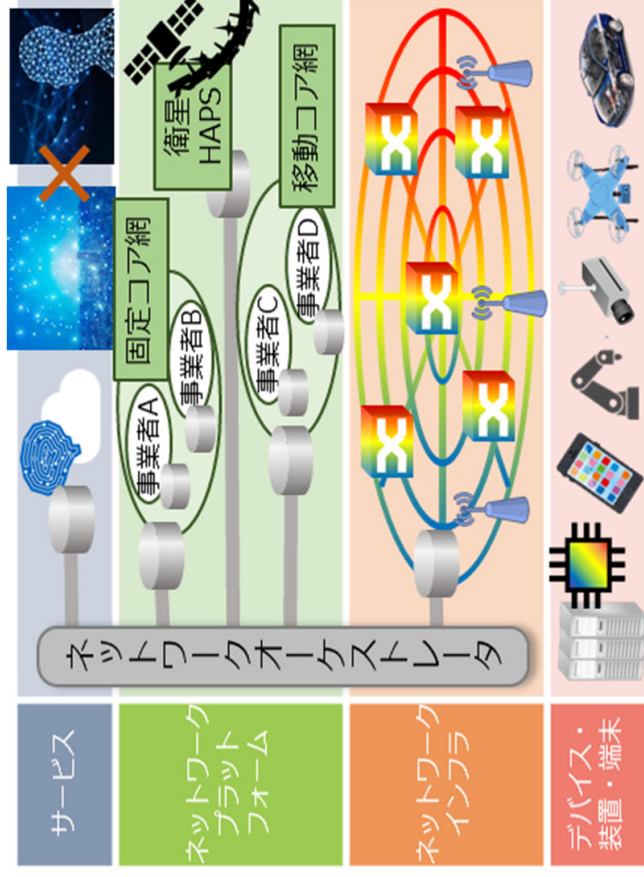 サービス
ネットワーク
プラット
フォーム
ネットワーク
インフラ
デバイス・
装置・端末
ネットワークオーケストレータ
固定コア網
事業者A
事業者B
衛星
HAPS
移動コア網
事業者C
事業者D